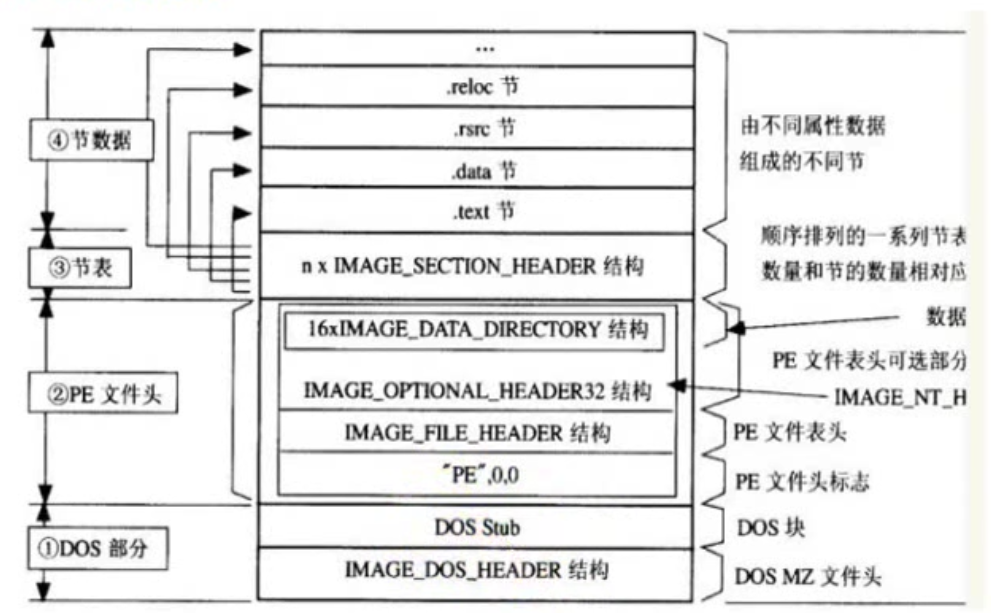 ...
.reloc 节
.rsrc 节
.data 节
.text 节
n x IMAGE_SECTION_HEADER 结构
16xIMAGE_DATA_DIRECTORY 结构
IMAGE_OPTIONAL_HEADER32 结构
IMAGE_FILE_HEADER 结构
"PE",0,0
DOS Stub
IMAGE_DOS_HEADER 结构
④节数据
③节表
②PE 文件头
①DOS 部分
由不同属性数据
组成的不同节
顺序排列的一系列节表
数量和节的数量相对应
数据
PE 文件表头可选部分
IMAGE_NT_H
PE 文件表头
PE 文件头标志
DOS 块
DOS MZ 文件头